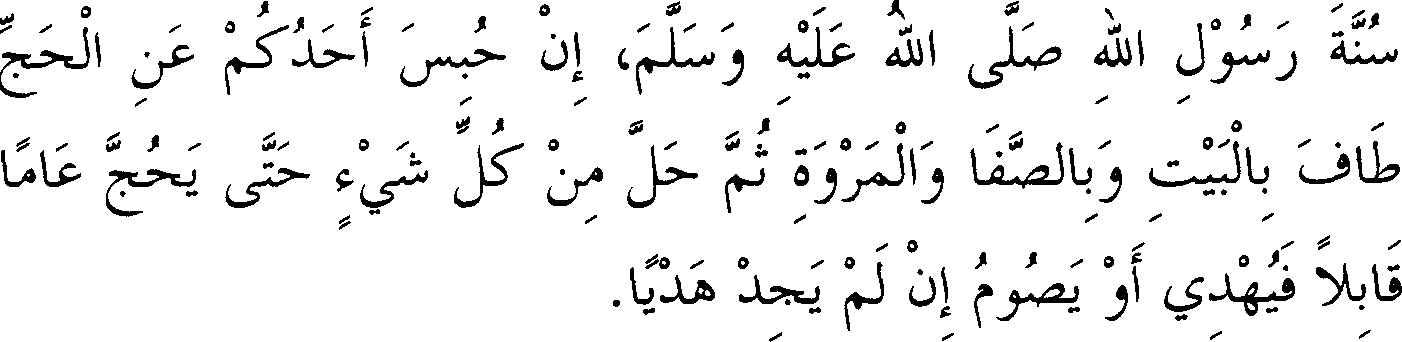 سُنَّةَ رَسُوْلِ اللهِ صَلَّى اللهُ عَلَيْهِ وَسَلَّمَ، إِنْ حُبِسَ أَحَدُكُمْ عَنِ الْحَجِّ
طَافَ بِالْبَيْتِ وَبِالصَّفَا وَالْمَرْوَةِ ثُمَّ حَلَّ مِنْ كُلِّ شَيْءٍ حَتَّى يَحُجَّ عَامًا
قَابِلاً فَيُهْدِي أَوْ يَصُومُ إِنْ لَمْ يَجِدْ هَدْيًا.